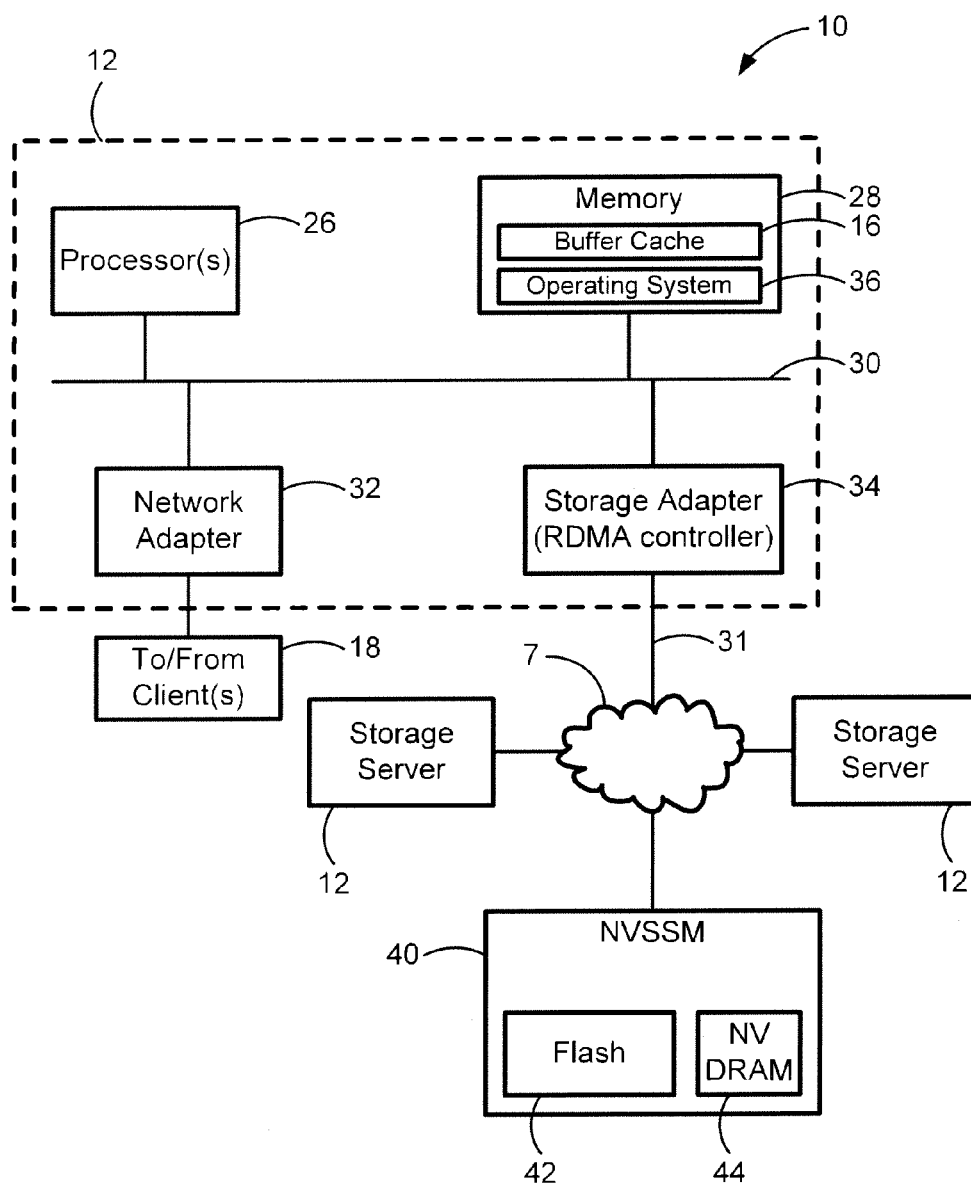 10
12
Memory
28
26
Buffer Cache
16
Processor(s)
Operating System
36
30
Network
Adapter
32
Storage Adapter
(RDMA controller)
34
To/From
Client(s)
18
31
7
Storage
Server
Storage
Server
12
12
NVSSM
40
Flash
NV
DRAM
42
44